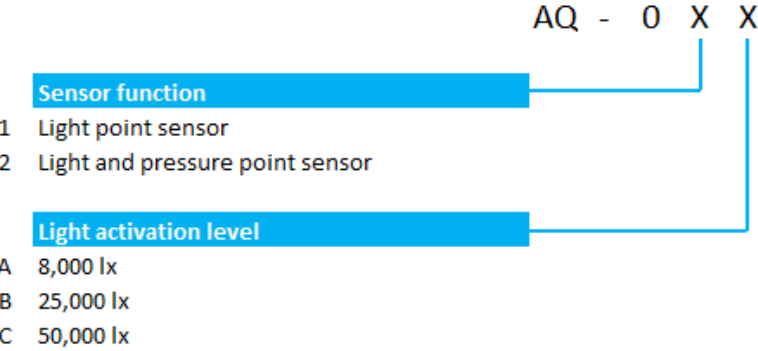 AQ - 0 X X
Sensor function
1 Light point sensor
2 Light and pressure point sensor
Light activation level
A 8,000 lx
B 25,000 lx
C 50,000 lx